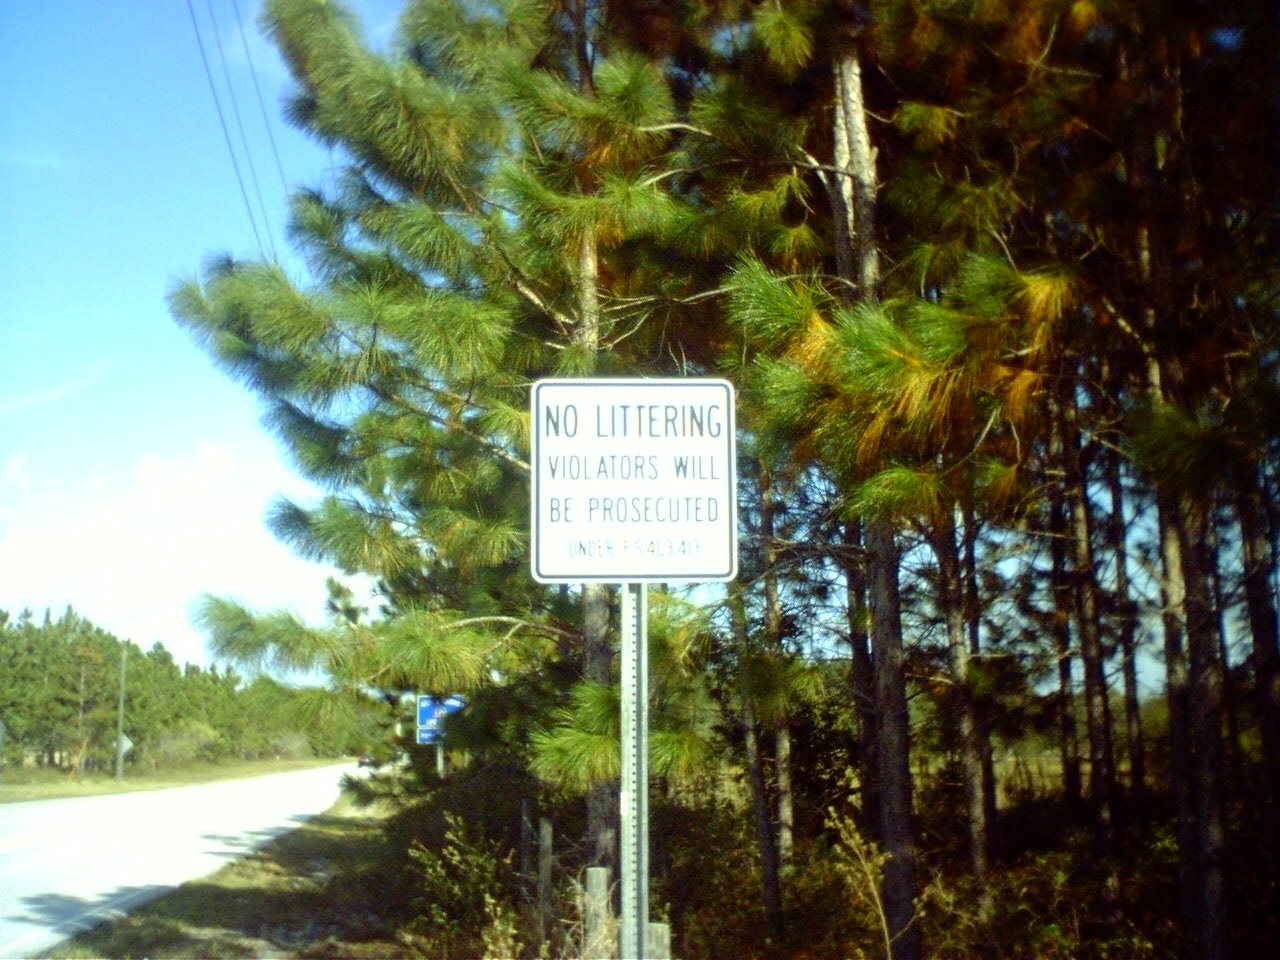 NO LITTERING
VIOLATORS WILL
BE PROSECUTED
UNDER F.S. 403.413